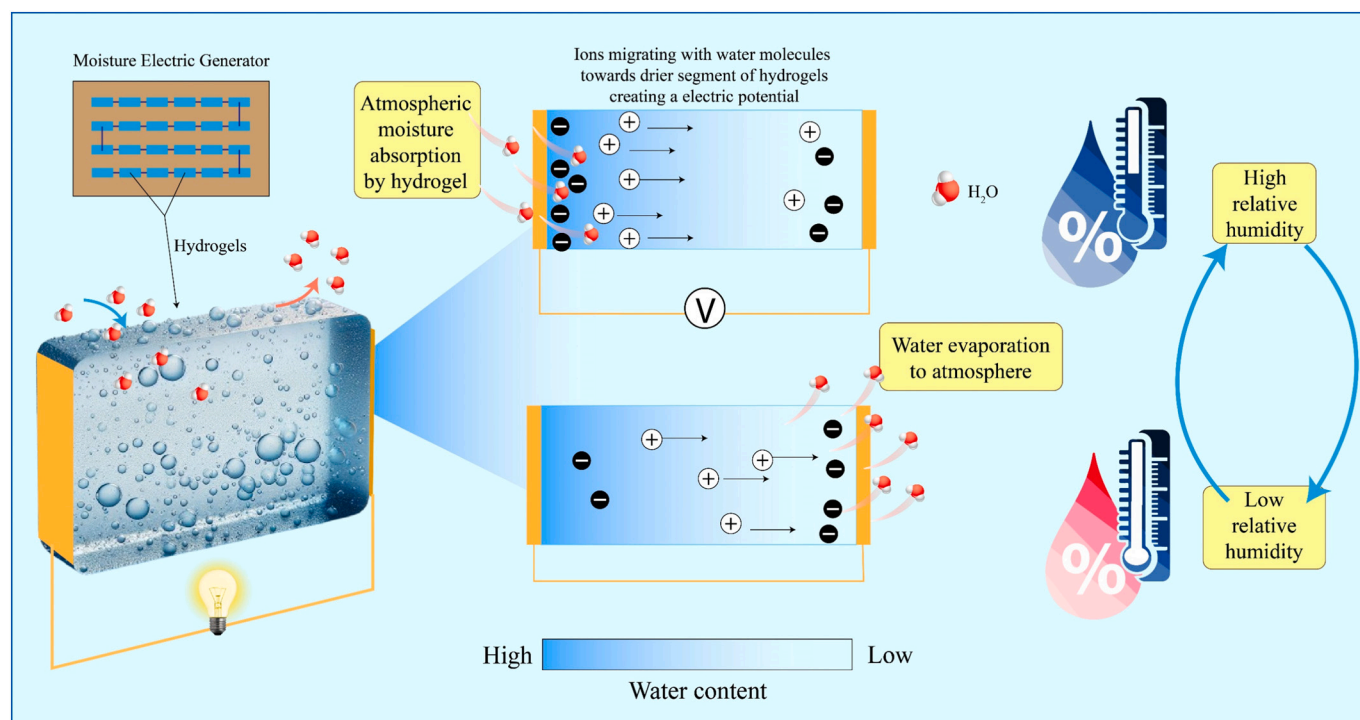 Moisture Electric Generator
Hydrogels
Atmospheric
moisture
absorption
by hydrogel
Ions migrating with water molecules
towards drier segment of hydrogels
creating a electric potential
H₂O
V
Water evaporation
to atmosphere
%
High
relative
humidity
%
Low
relative
humidity
High
Low
Water content